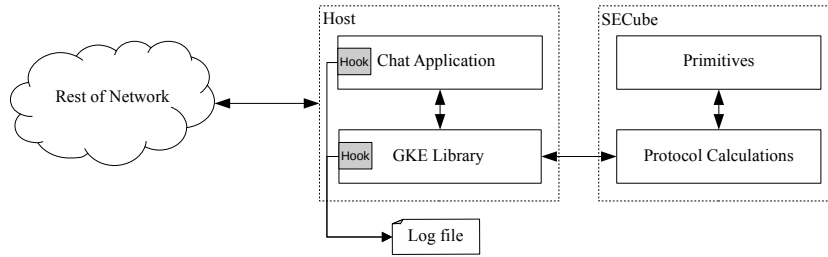 Host
SECube
Hook
Chat Application
Primitives
Rest of Network
Hook
GKE Library
Protocol Calculations
Log file